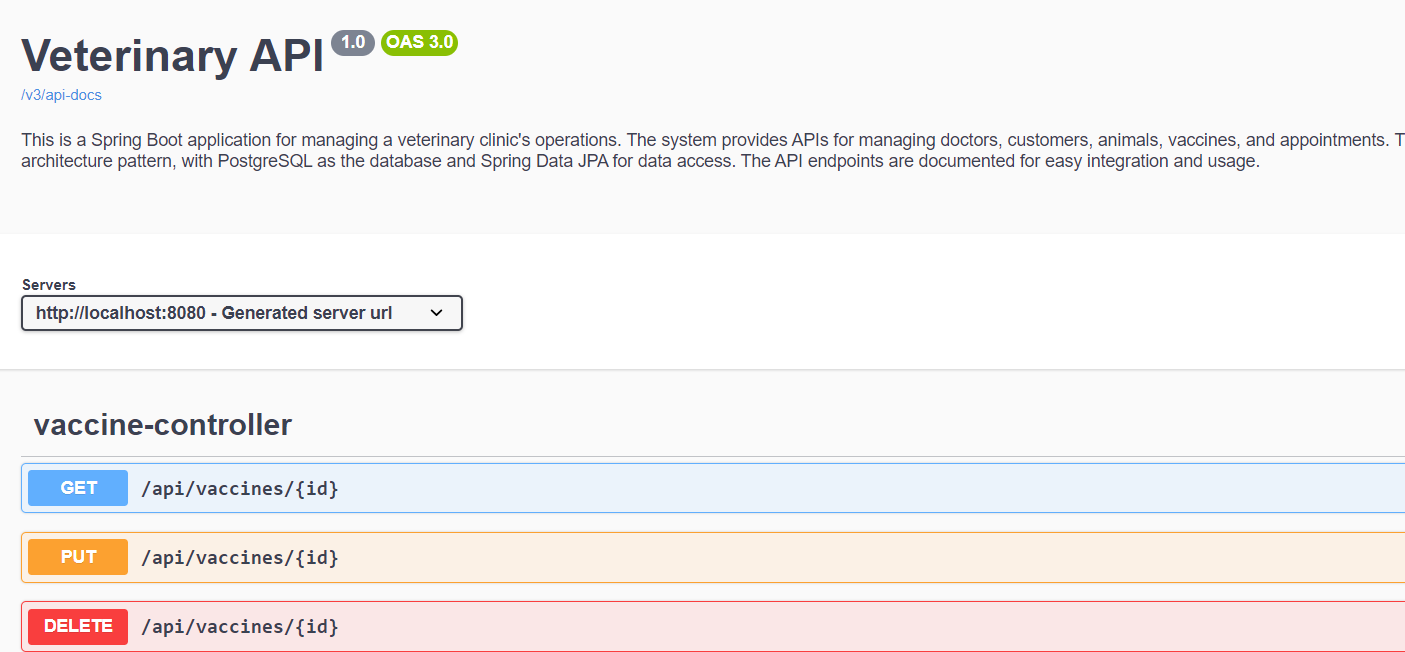 Veterinary API 1.0 OAS 3.0
/v3/api-docs
This is a Spring Boot application for managing a veterinary clinic's operations. The system provides APIs for managing doctors, customers, animals, vaccines, and appointments.
architecture pattern, with PostgreSQL as the database and Spring Data JPA for data access. The API endpoints are documented for easy integration and usage.
Servers
http://localhost:8080 - Generated server url
vaccine-controller
GET /api/vaccines/{id}
PUT /api/vaccines/{id}
DELETE /api/vaccines/{id}